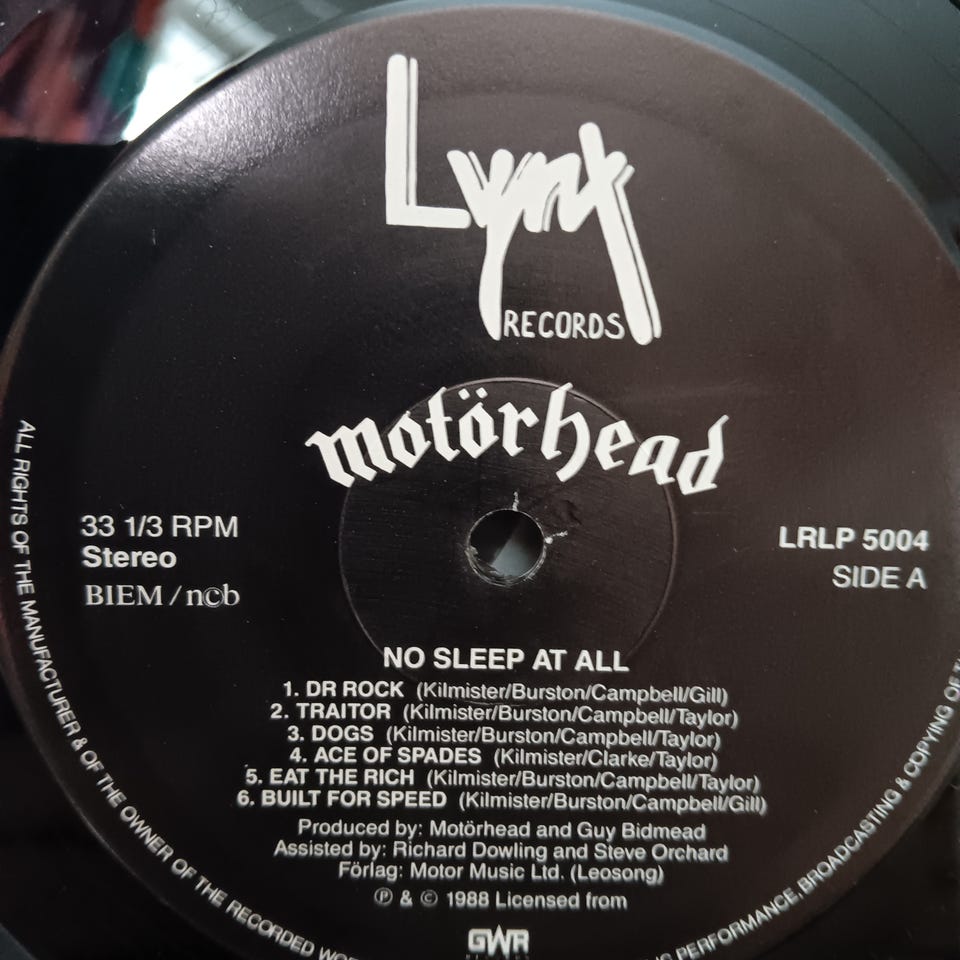 Lynx
RECORDS
motörhead
33 1/3 RPM
Stereo
BIEM / n©b
LRLP 5004
SIDE A
NO SLEEP AT ALL
1. DR ROCK (Kilmister/Burston/Campbell/Gill)
2. TRAITOR (Kilmister/Burston/Campbell/Taylor)
3. DOGS (Kilmister/Burston/Campbell/Taylor)
4. ACE OF SPADES (Kilmister/Clarke/Taylor)
5. EAT THE RICH (Kilmister/Burston/Campbell/Taylor)
6. BUILT FOR SPEED (Kilmister/Burston/Campbell/Gill)
Produced by: Motörhead and Guy Bidmead
Assisted by: Richard Dowling and Steve Orchard
Förlag: Motor Music Ltd. (Leosong)
℗ & © 1988 Licensed from
GWR
ALL RIGHTS OF THE MANUFACTURER & OF THE OWNER OF THE RECORDED
PERFORMANCE, BROADCASTING & COPYING OF